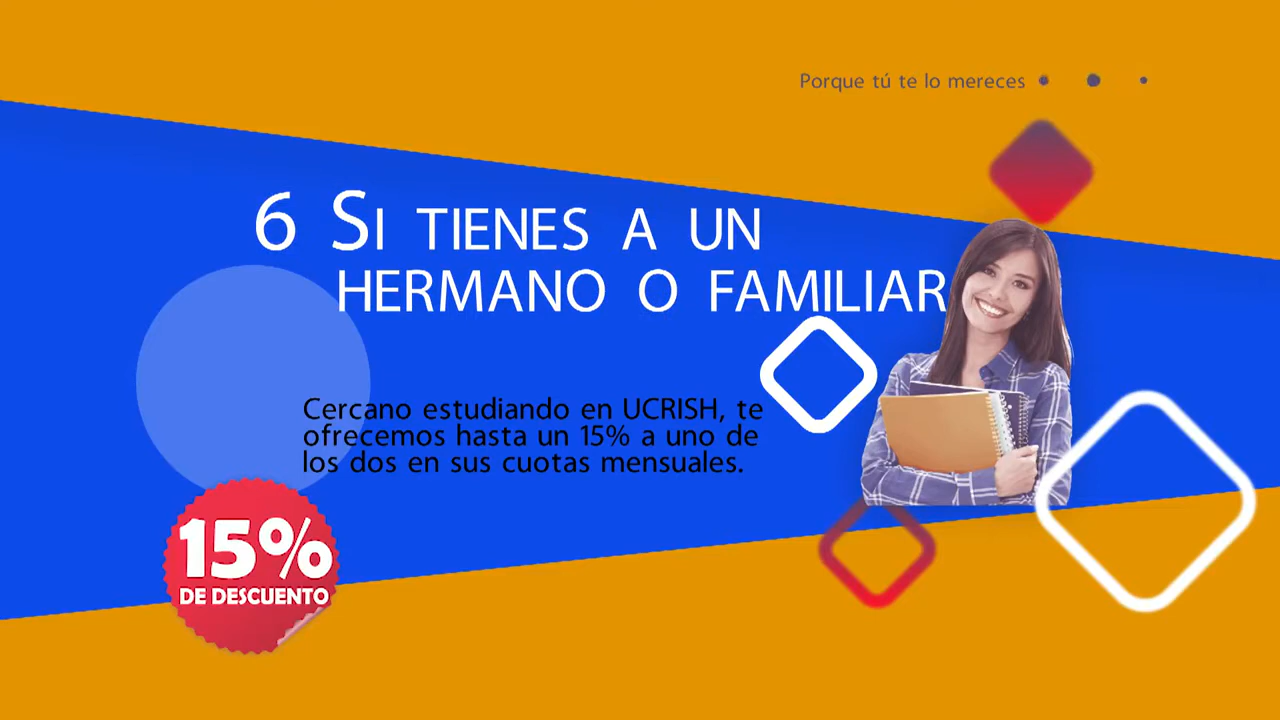 Porque tú te lo mereces
6 Si tienes a un
hermano o familiar
Cercano estudiando en UCRISH, te
ofrecemos hasta un 15% a uno de
los dos en sus cuotas mensuales.
15%
DE DESCUENTO